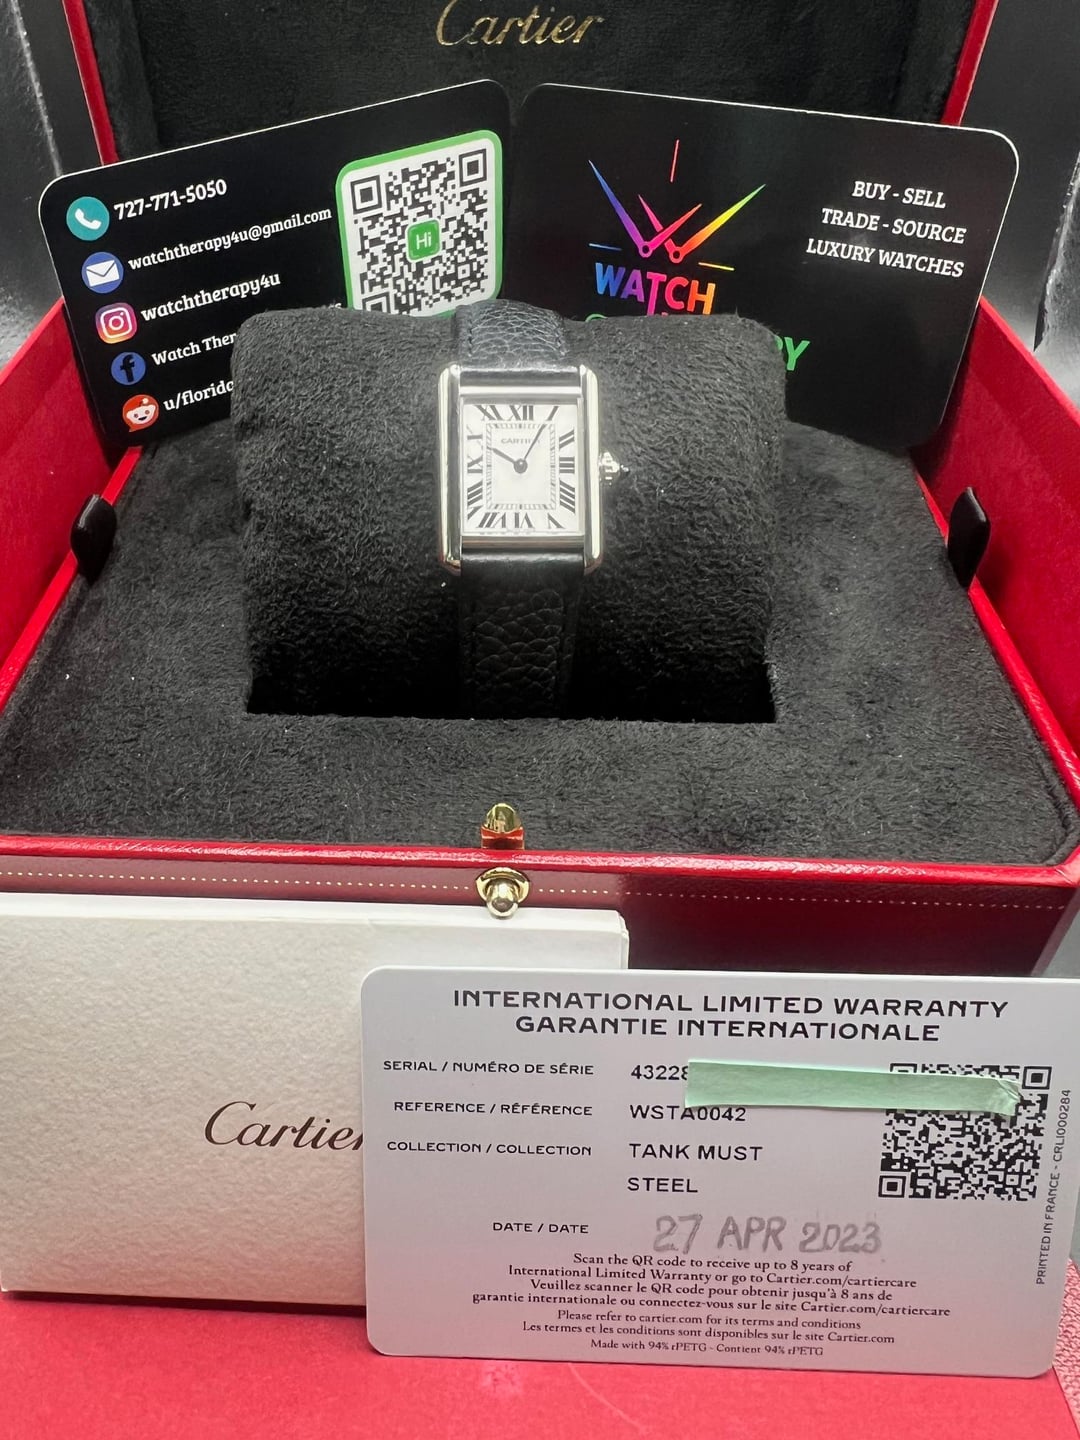 Cartier
727-771-5050
watchtherapy4u@gmail.com
watchtherapy4u
Watch Ther
u/florida
Hi
WATCH
PY
BUY - SELL
TRADE - SOURCE
LUXURY WATCHES
XII
CARTIER
Cartier
INTERNATIONAL LIMITED WARRANTY
GARANTIE INTERNATIONALE
SERIAL / NUMÉRO DE SÉRIE 43228
REFERENCE / RÉFÉRENCE WSTA0042
COLLECTION / COLLECTION TANK MUST
STEEL
DATE / DATE 27 APR 2023
Scan the QR code to receive up to 8 years of
International Limited Warranty or go to Cartier.com/cartiercare
Veuillez scanner le QR code pour obtenir jusqu'à 8 ans de
garantie internationale ou connectez-vous sur le site Cartier.com/cartiercare
Please refer to cartier.com for its terms and conditions
Les termes et les conditions sont disponibles sur le site Cartier.com
Made with 94% rPETG - Contient 94% rPETG
PRINTED IN FRANCE - CRLI000284